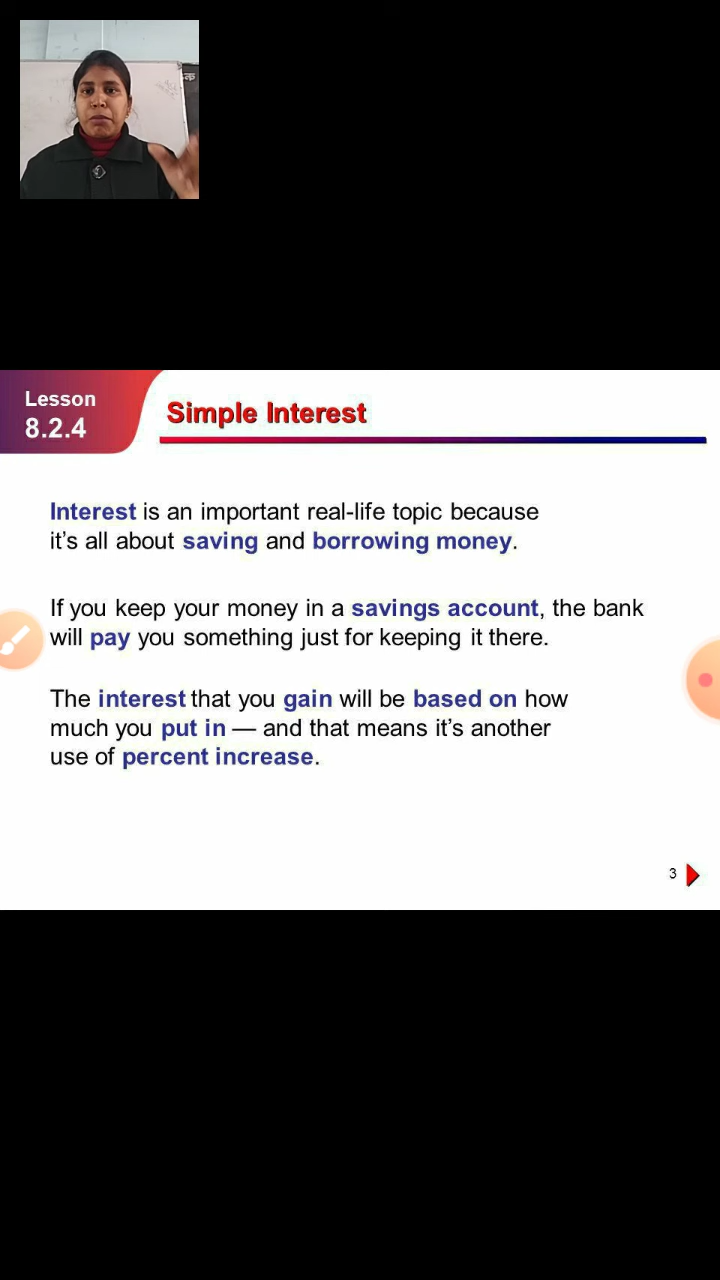 Lesson
8.2.4
Simple Interest
Interest is an important real-life topic because
it’s all about saving and borrowing money.
If you keep your money in a savings account, the bank
will pay you something just for keeping it there.
The interest that you gain will be based on how
much you put in — and that means it’s another
use of percent increase.
3